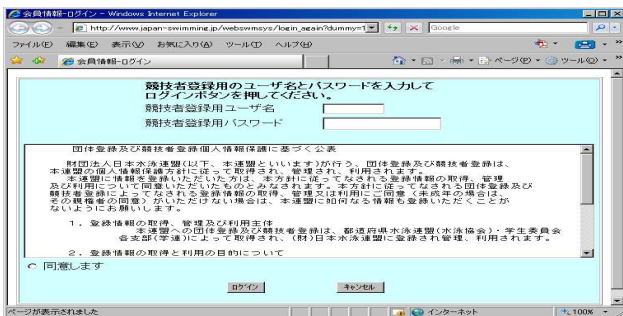 会員情報-ログイン - Windows Internet Explorer
http://www.japan-swimming.jp/webswmsys/login_again?dummy=1
Google
ファイル(F) 編集(E) 表示(V) お気に入り(A) ツール(T) ヘルプ(H)
会員情報-ログイン
ページ(P) ツール(O)
競技者登録用のユーザ名とパスワードを入力して
ログインボタンを押してください。
競技者登録用ユーザ名
競技者登録用パスワード
団体登録及び競技者登録個人情報保護に基づく公表
財団法人日本水泳連盟(以下、本連盟といいます)が行う、団体登録及び競技者登録は、
本連盟の個人情報保護方針に従って取得され、管理され、利用されます。
本連盟に情報を登録いただいた方は、本方針に従ってなされる登録情報の取得、管理
及び利用について同意いただいたものとみなされます。本方針に従ってなされる団体登録及び
競技者登録によってなされる登録情報の取得、管理又は利用にご同意(未成年の場合は、
その親権者の同意)がいただけない場合は、本連盟に如何なる情報も登録いただくことが
ないようにお願いします。
1. 登録情報の取得、管理及び利用主体
本連盟への団体登録及び競技者登録は、都道府県水泳連盟(水泳協会)・学生委員会
各支部(学連)によって取得され、(財)日本水泳連盟に登録され管理、利用されます。
2. 登録情報の取得と利用の目的について
同意します
ログイン キャンセル
ページが表示されました インターネット 100%